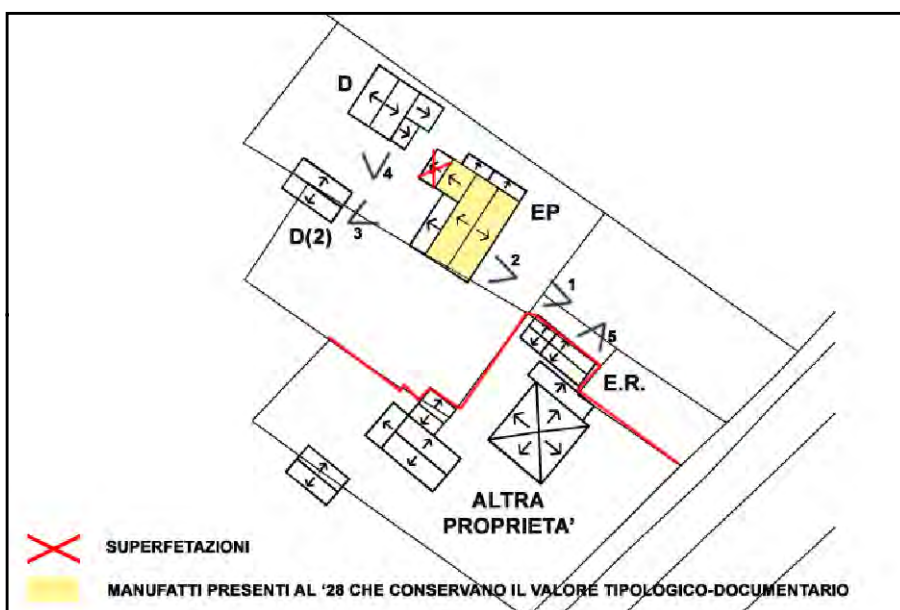 D
4
EP
D(2)
3
2
1
5
E.R.
ALTRA
PROPRIETA’
SUPERFETAZIONI
MANUFATTI PRESENTI AL ‘28 CHE CONSERVANO IL VALORE TIPOLOGICO-DOCUMENTARIO